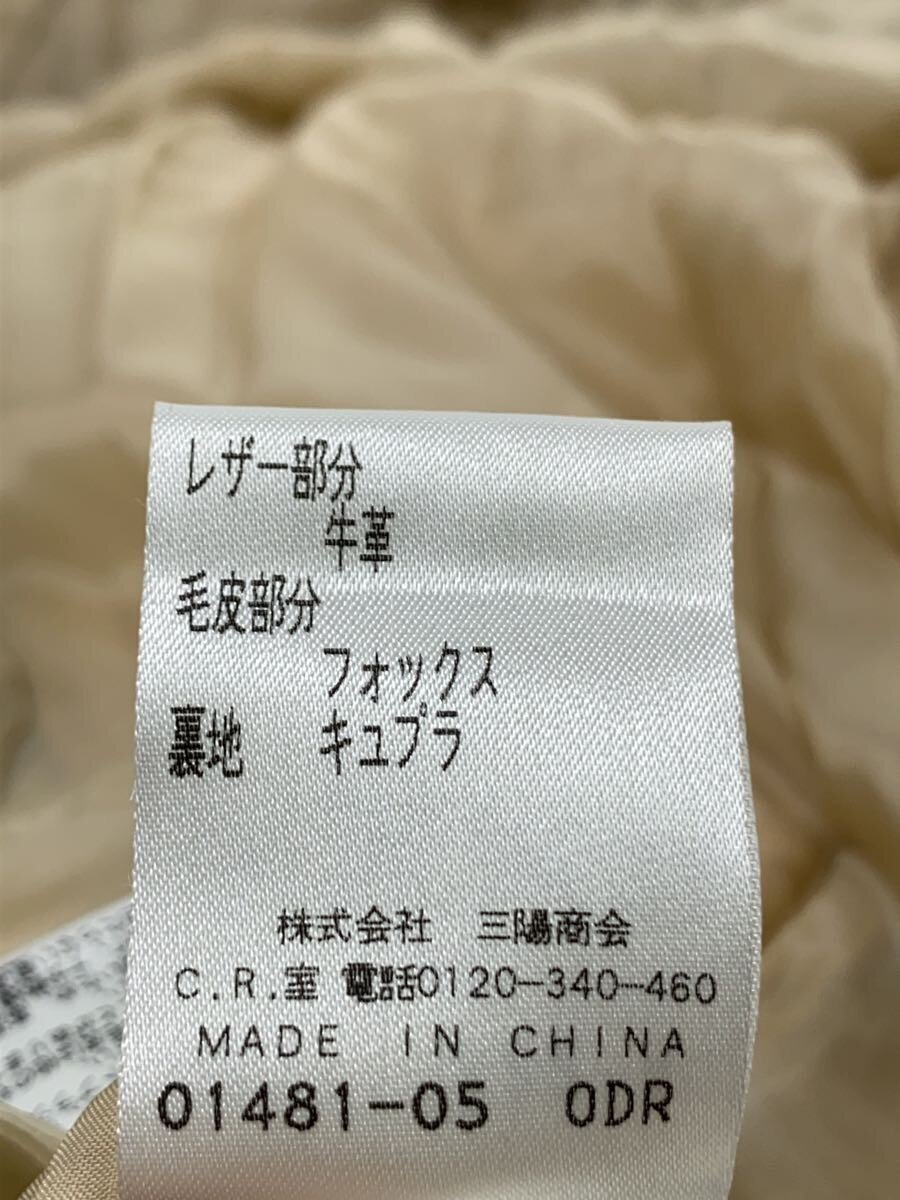 レザー部分
牛革
毛皮部分
フォックス
裏地 キュプラ
株式会社 三陽商会
C.R.室 電話0120-340-460
MADE IN CHINA
01481-05 0DR